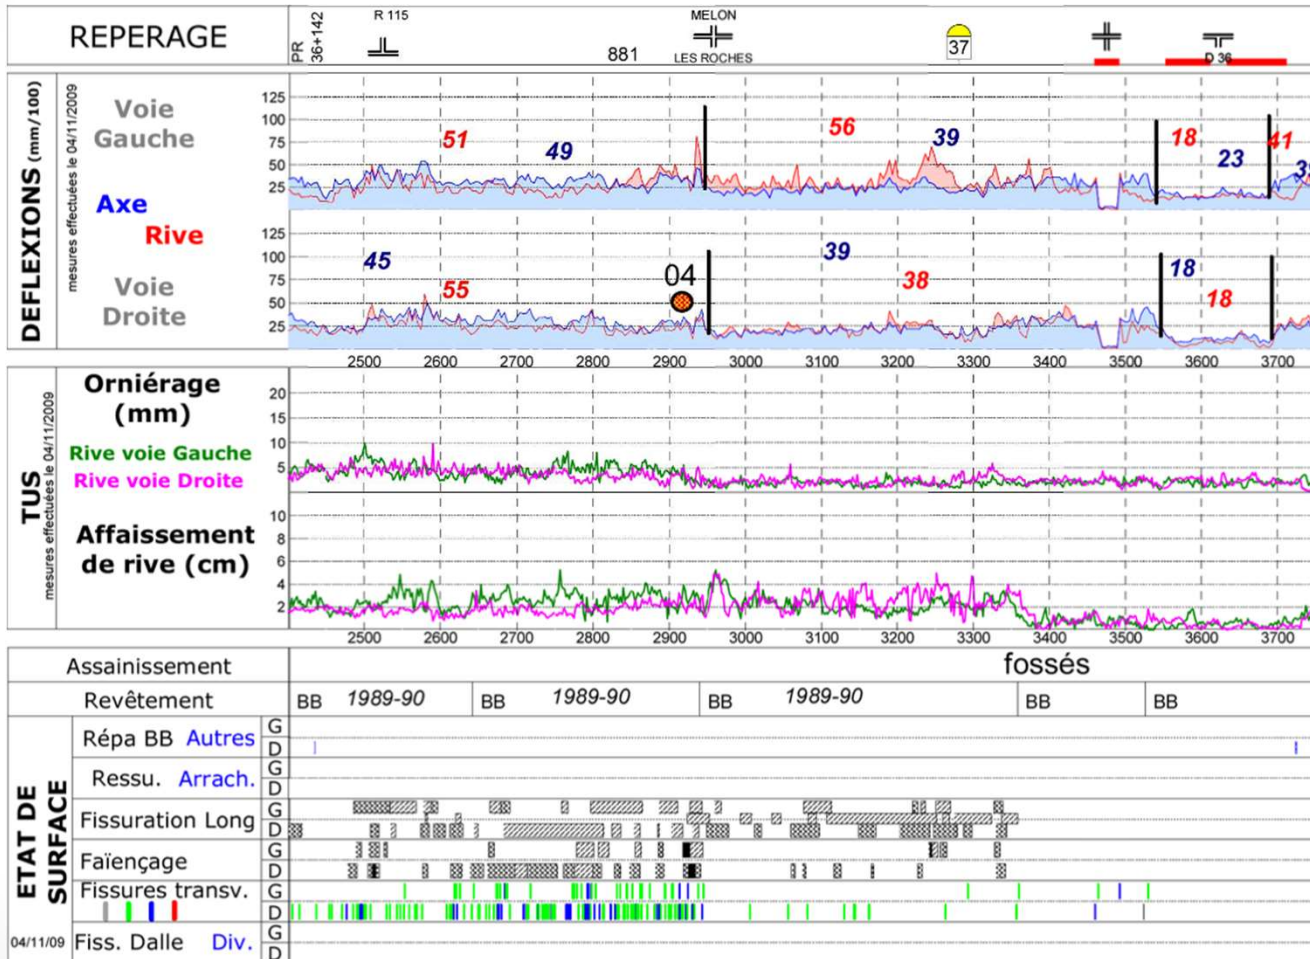 REPERAGE
PR
36+142
R 115
881
MELON
LES ROCHES
37
D 36
DEFLEXIONS (mm/100)
mesures effectuées le 04/11/2009
Voie
Gauche
Axe
Rive
Voie
Droite
125
100
75
50
25
51
49
56
39
18
23
41
125
100
75
50
25
45
55
04
39
38
18
18
2500 2600 2700 2800 2900 3000 3100 3200 3300 3400 3500 3600 3700
TUS
mesures effectuées le 04/11/2009
Orniérage
(mm)
Rive voie Gauche
Rive voie Droite
20
15
10
5
Affaissement
de rive (cm)
10
8
6
4
2
2500 2600 2700 2800 2900 3000 3100 3200 3300 3400 3500 3600 3700
Assainissement fossés
Revêtement BB 1989-90 BB 1989-90 BB 1989-90 BB BB
ETAT DE
SURFACE
04/11/09
Répa BB Autres G
D
Ressu. Arrach. G
D
Fissuration Long G
D
Faïençage G
D
Fissures transv. G
D
Fiss. Dalle Div. G
D